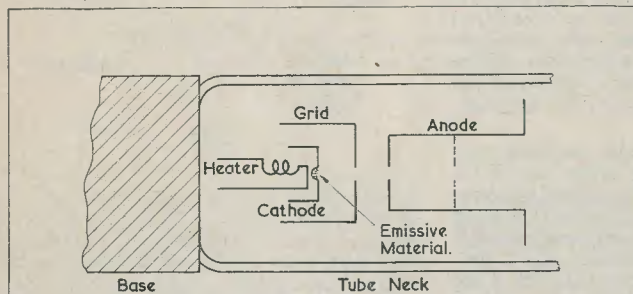 Grid
Anode
Heater
Cathode
Emissive
Material.
Base
Tube Neck